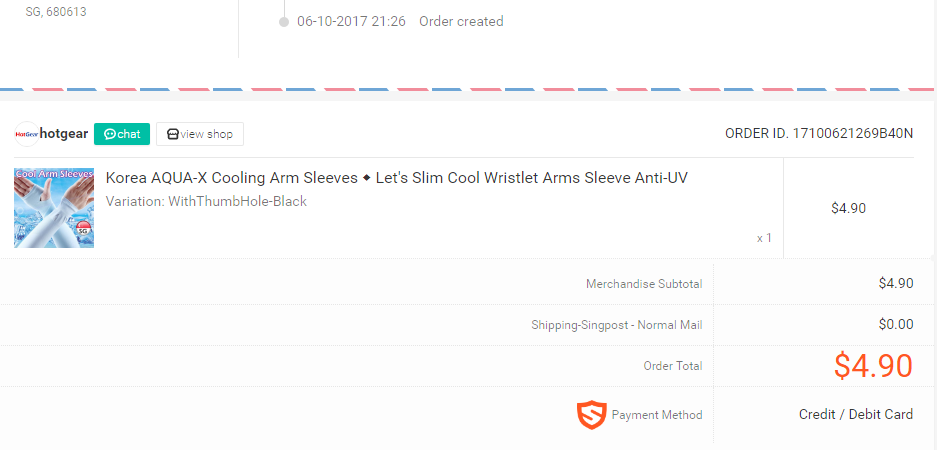 SG, 680613
06-10-2017 21:26 Order created
HotGear hotgear chat view shop
ORDER ID. 17100621269B40N
Cool Arm Sleeves
SG
Korea AQUA-X Cooling Arm Sleeves ◆ Let's Slim Cool Wristlet Arms Sleeve Anti-UV
Variation: WithThumbHole-Black
$4.90
x 1
Merchandise Subtotal $4.90
Shipping-Singpost - Normal Mail $0.00
Order Total $4.90
S Payment Method Credit / Debit Card